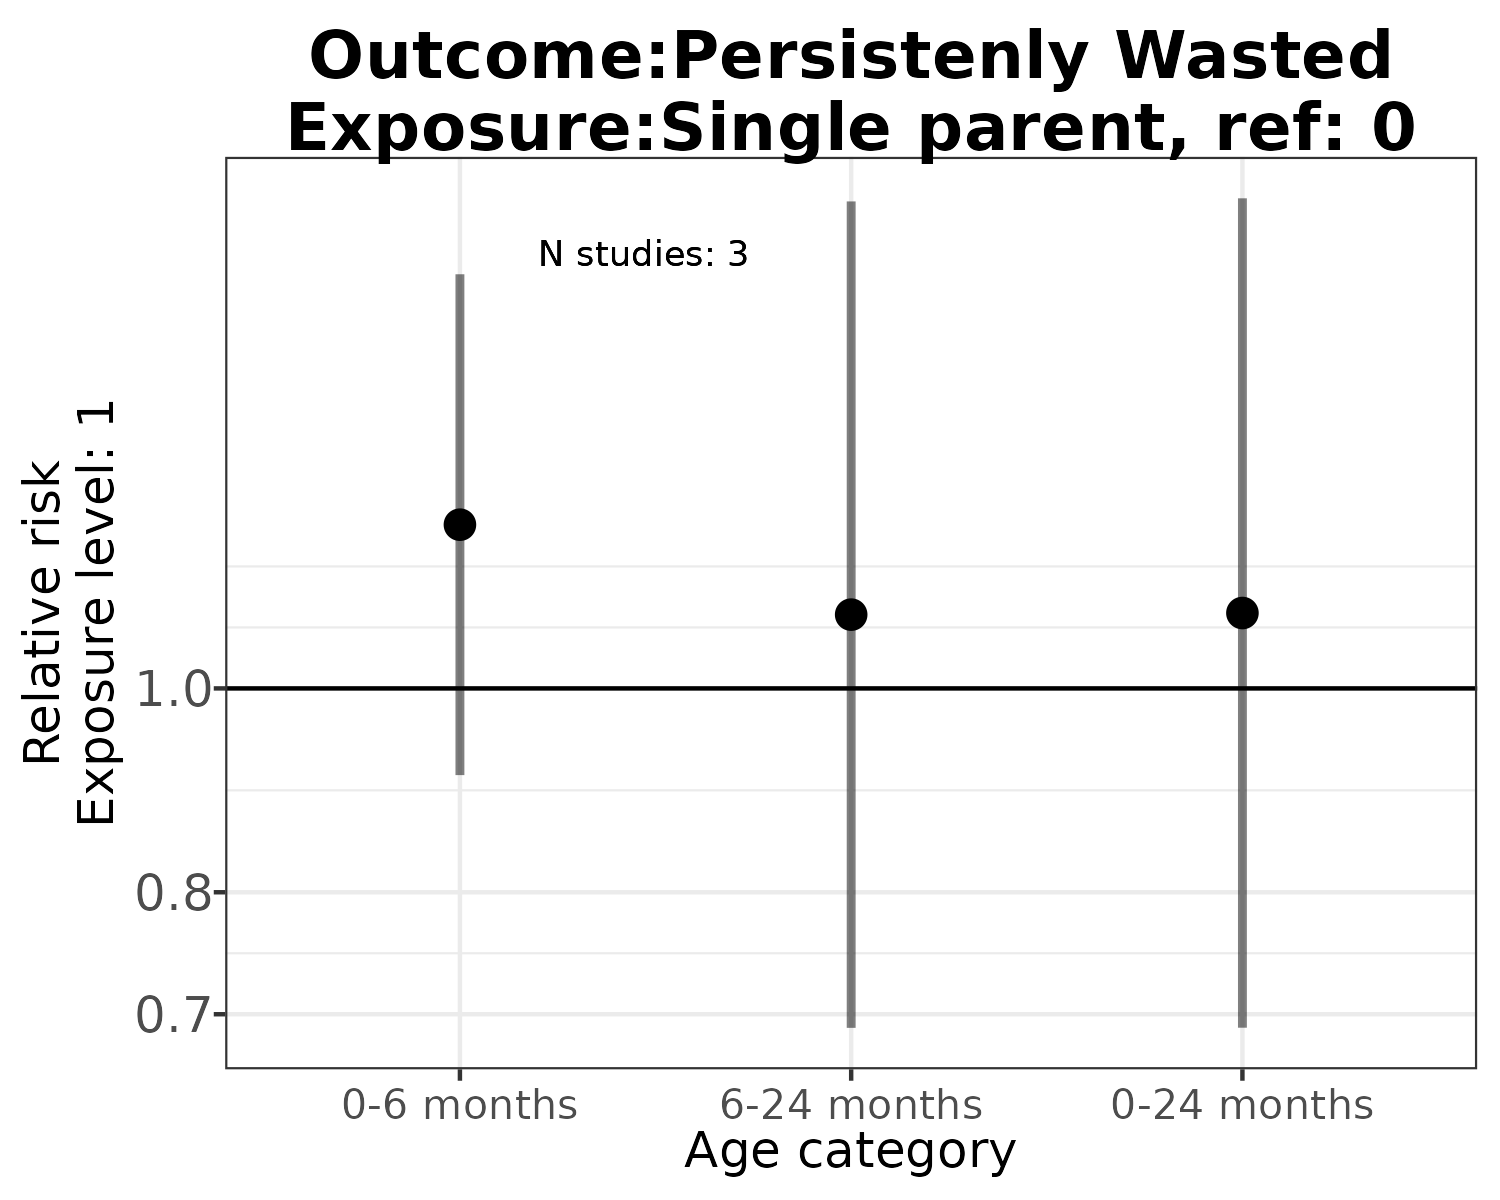 Outcome:Persistenly Wasted
Exposure:Single parent, ref: 0
N studies: 3
Relative risk
Exposure level: 1
1.0
0.8
0.7
0-6 months
6-24 months
0-24 months
Age category